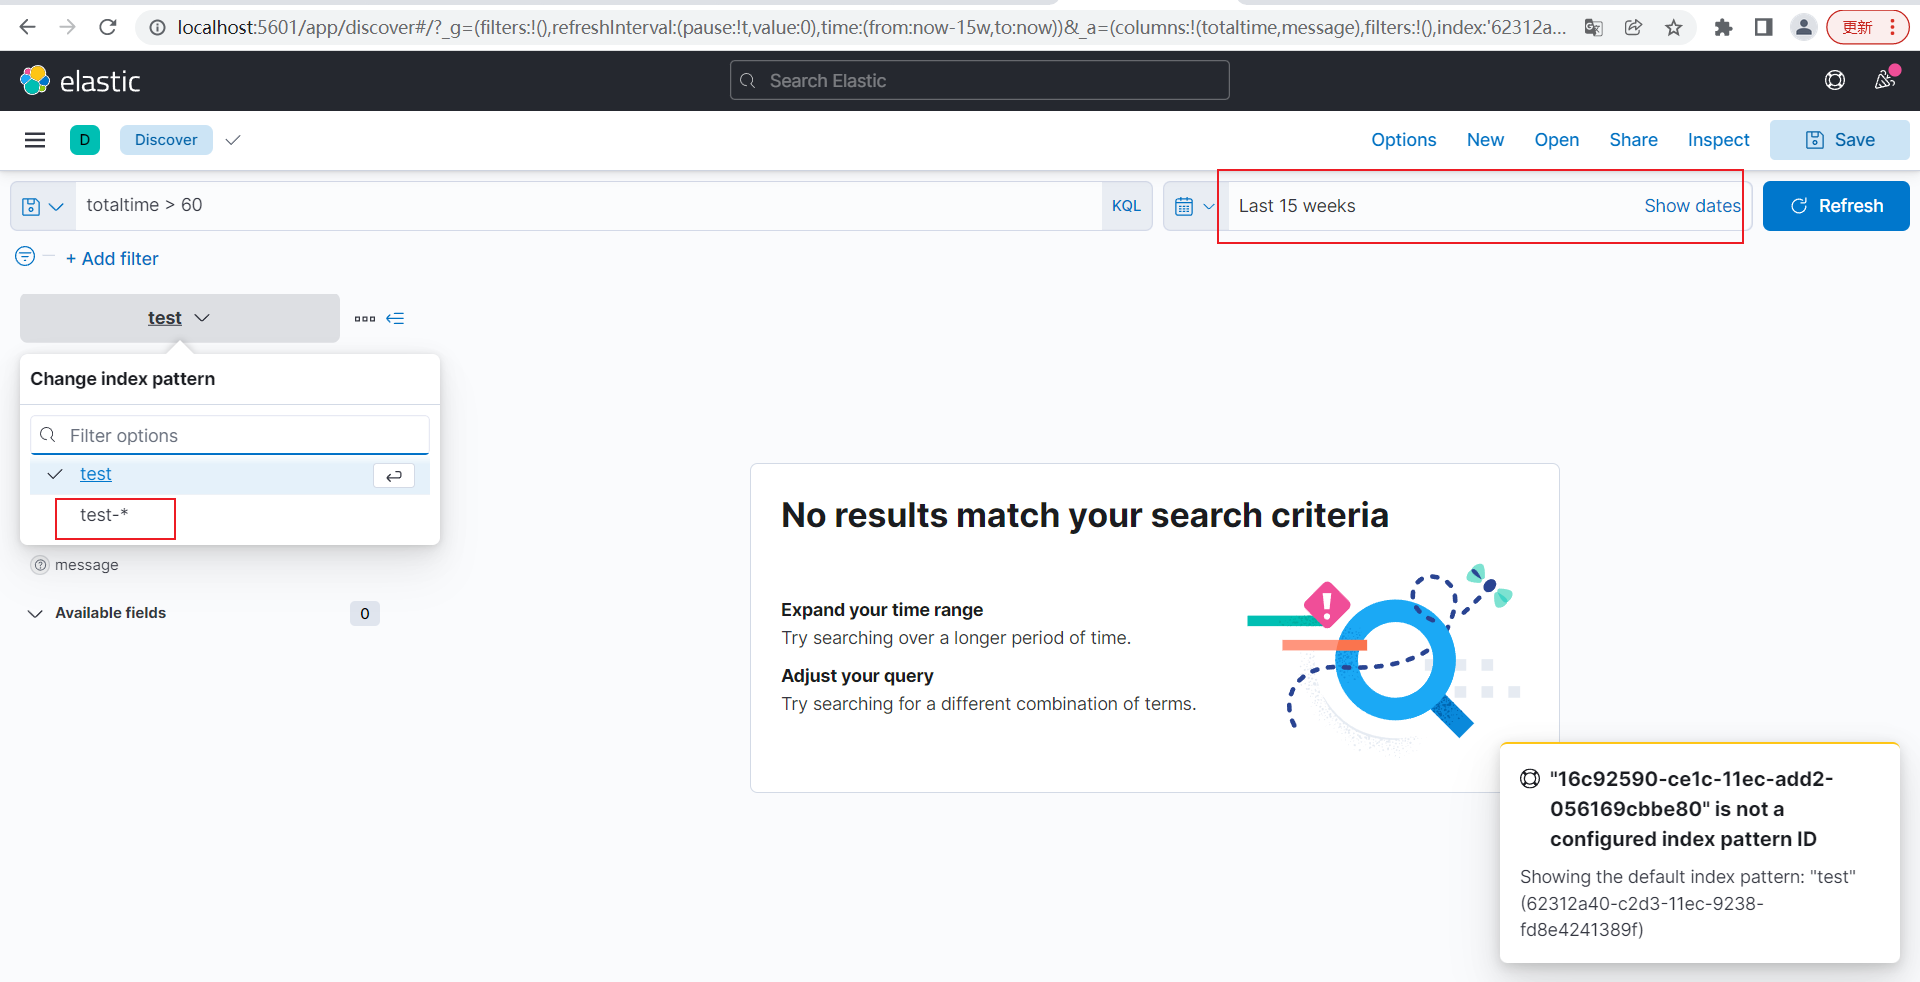 localhost:5601/app/discover#/?_g=(filters:!(),refreshInterval:(pause:!t,value:0),time:(from:now-15w,to:now))&_a=(columns:!(totaltime,message),filters:!(),index:'62312a...
更新
elastic
Search Elastic
D
Discover
Options
New
Open
Share
Inspect
Save
totaltime > 60
KQL
Last 15 weeks
Show dates
Refresh
+ Add filter
test
Change index pattern
Filter options
test
test-*
message
Available fields
0
No results match your search criteria
Expand your time range
Try searching over a longer period of time.
Adjust your query
Try searching for a different combination of terms.
"16c92590-ce1c-11ec-add2-
056169cbbe80" is not a
configured index pattern ID
Showing the default index pattern: "test"
(62312a40-c2d3-11ec-9238-
fd8e4241389f)